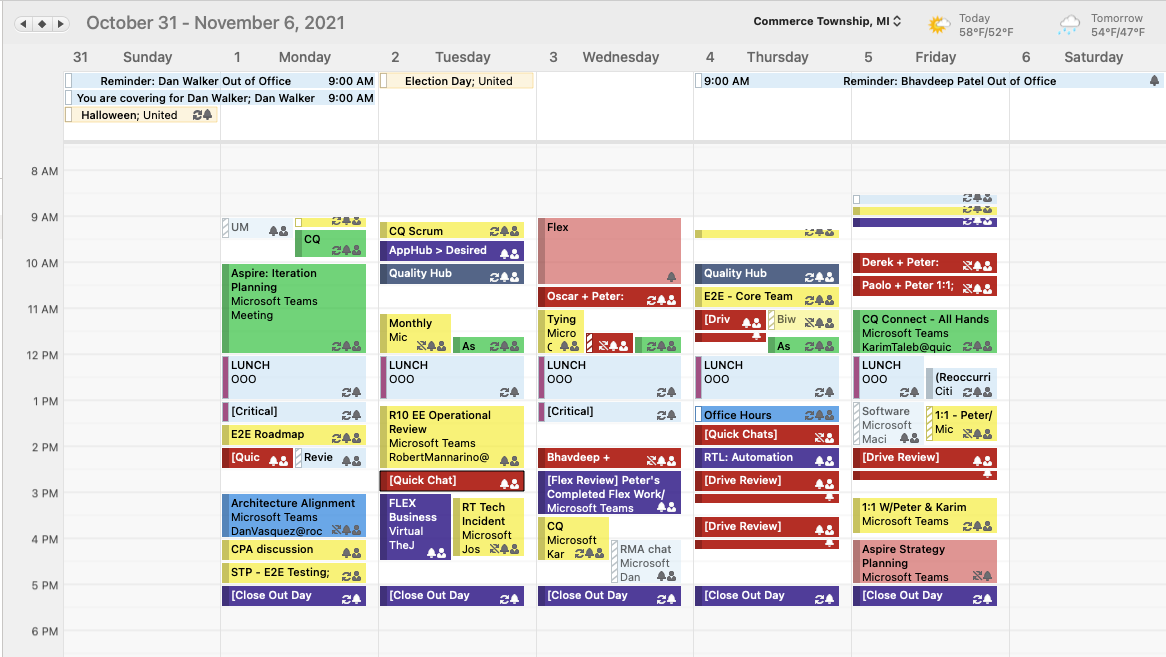 October 31 - November 6, 2021
Commerce Township, MI
Today
58°F/52°F
Tomorrow
54°F/47°F
31 Sunday
1 Monday
2 Tuesday
3 Wednesday
4 Thursday
5 Friday
6 Saturday
Reminder: Dan Walker Out of Office 9:00 AM
You are covering for Dan Walker; Dan Walker 9:00 AM
Halloween; United
Election Day; United
9:00 AM Reminder: Bhavdeep Patel Out of Office
8 AM
9 AM
10 AM
11 AM
12 PM
1 PM
2 PM
3 PM
4 PM
5 PM
6 PM
UM
CQ
Aspire: Iteration
Planning
Microsoft Teams
Meeting
LUNCH
OOO
[Critical]
E2E Roadmap
[Quic
Revie
Architecture Alignment
Microsoft Teams
DanVasquez@roc
CPA discussion
STP - E2E Testing;
[Close Out Day
CQ Scrum
AppHub > Desired
Quality Hub
Monthly
Mic
As
LUNCH
OOO
R10 EE Operational
Review
Microsoft Teams
RobertMannarino@
[Quick Chat]
FLEX
Business
Virtual
TheJ
RT Tech
Incident
Microsoft
Jos
[Close Out Day
Flex
Oscar + Peter:
Tying
Micro
C
LUNCH
OOO
[Critical]
Bhavdeep +
[Flex Review] Peter's
Completed Flex Work/
Microsoft Teams
CQ
Microsoft
Kar
RMA chat
Microsoft
Dan
[Close Out Day
Quality Hub
E2E - Core Team
[Driv
Biw
As
LUNCH
OOO
Office Hours
[Quick Chats]
RTL: Automation
[Drive Review]
[Drive Review]
[Close Out Day
Derek + Peter:
Paolo + Peter 1:1;
CQ Connect - All Hands
Microsoft Teams
KarimTaleb@quic
LUNCH
OOO
(Reoccurri
Citi
Software
Microsoft
Maci
1:1 - Peter/
Mic
[Drive Review]
1:1 W/Peter & Karim
Microsoft Teams
Aspire Strategy
Planning
Microsoft Teams
[Close Out Day